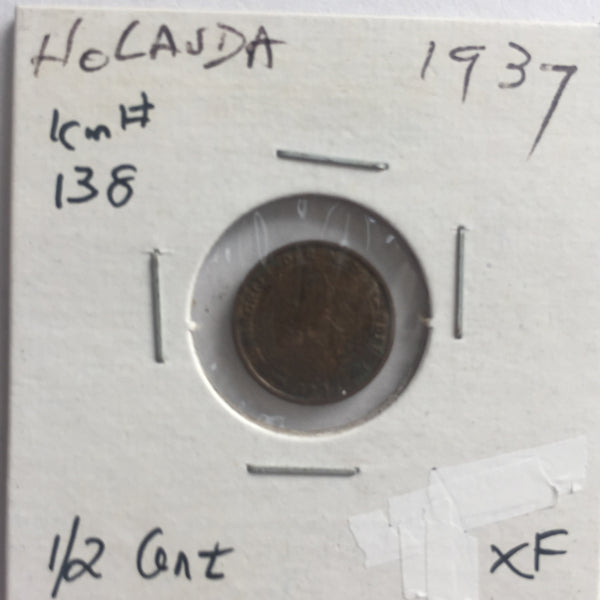 HoLANDA 1937
Km#
138
1/2 Cent XF